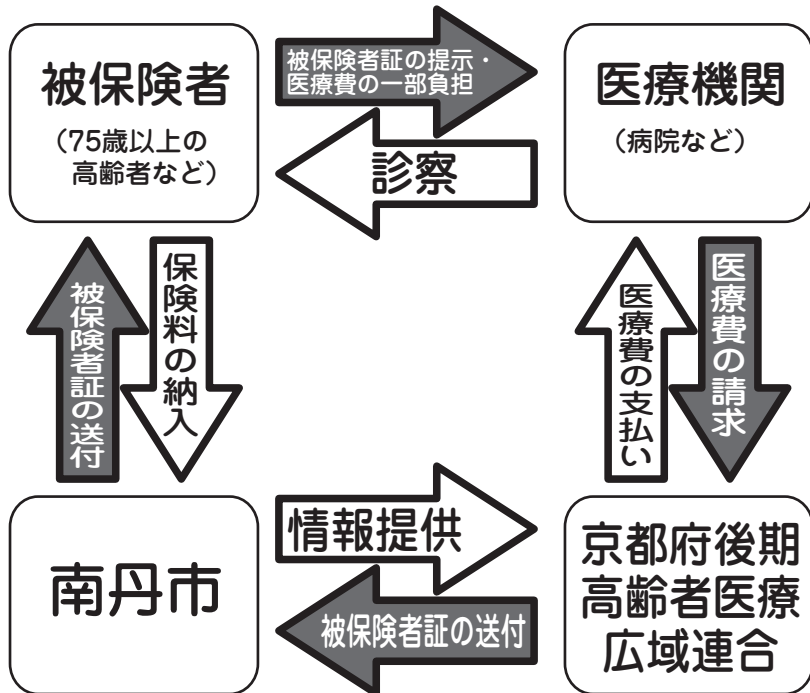 被保険者
（75歳以上の
高齢者など）
被保険者証の提示・
医療費の一部負担
診察
医療機関
（病院など）
被保険者証の送付
保険料の納入
医療費の支払い
医療費の請求
南丹市
情報提供
被保険者証の送付
京都府後期
高齢者医療
広域連合